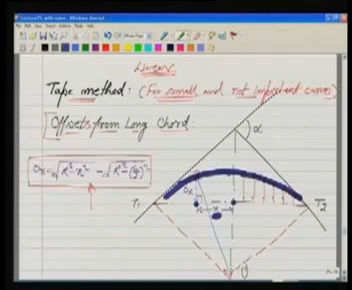 Linear
Tape method: (For small and not important curves)
Offsets from Long Chord
Ox = √R²-x² - √R²-(L/2)²
α
Ox
x
T₁
T₂
O